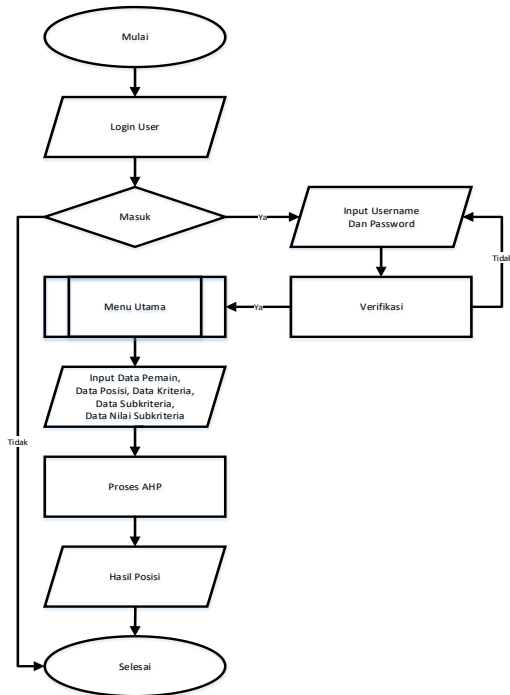 Mulai
Login User
Masuk
Ya
Input Username
Dan Password
Tidak
Verifikasi
Ya
Menu Utama
Input Data Pemain,
Data Posisi, Data Kriteria,
Data Subkriteria,
Data Nilai Subkriteria
Tidak
Proses AHP
Hasil Posisi
Selesai